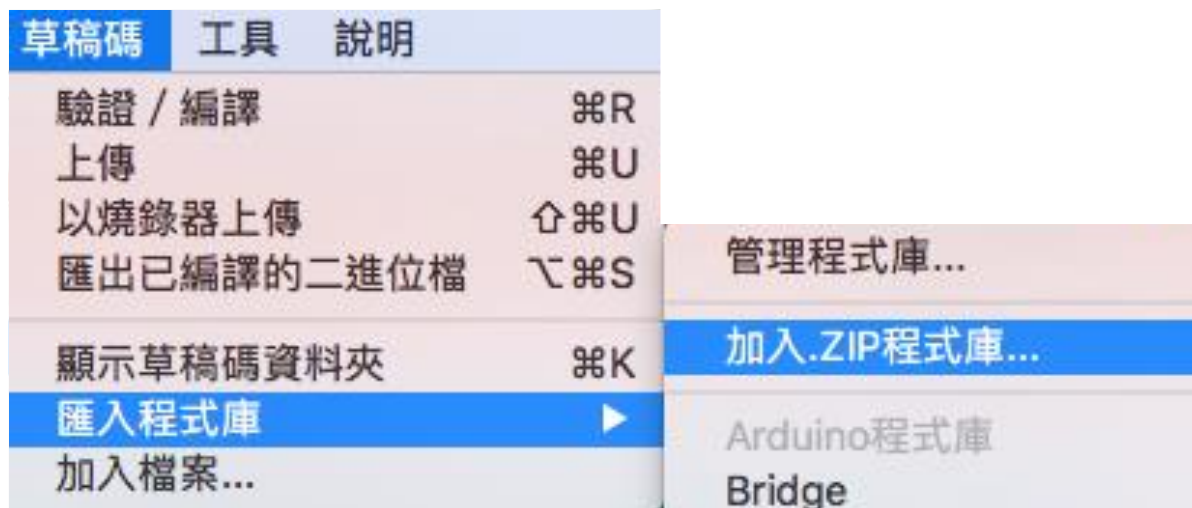 草稿碼 工具 說明
驗證 / 編譯 ⌘R
上傳 ⌘U
以燒錄器上傳 ⇧⌘U
匯出已編譯的二進位檔 ⌥⌘S
顯示草稿碼資料夾 ⌘K
匯入程式庫 ▶
加入檔案...
管理程式庫...
加入.ZIP程式庫...
Arduino程式庫
Bridge